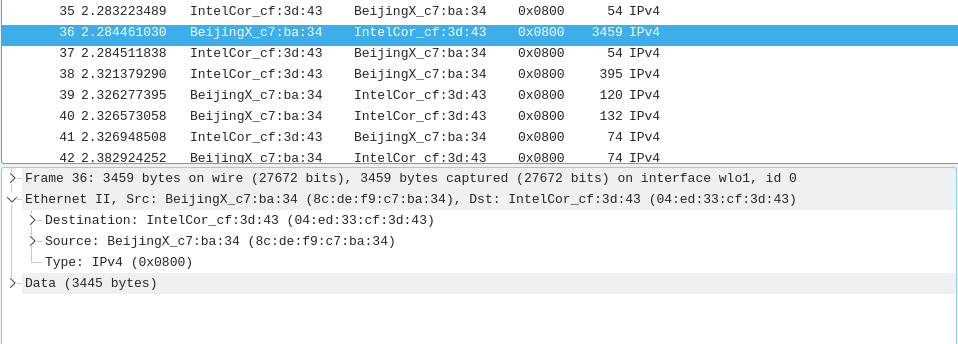 35 2.283223489 IntelCor_cf:3d:43 BeijingX_c7:ba:34 0x0800 54 IPv4
36 2.284461030 BeijingX_c7:ba:34 IntelCor_cf:3d:43 0x0800 3459 IPv4
37 2.284511838 IntelCor_cf:3d:43 BeijingX_c7:ba:34 0x0800 54 IPv4
38 2.321379290 IntelCor_cf:3d:43 BeijingX_c7:ba:34 0x0800 395 IPv4
39 2.326277395 BeijingX_c7:ba:34 IntelCor_cf:3d:43 0x0800 120 IPv4
40 2.326573058 BeijingX_c7:ba:34 IntelCor_cf:3d:43 0x0800 132 IPv4
41 2.326948508 IntelCor_cf:3d:43 BeijingX_c7:ba:34 0x0800 74 IPv4
42 2.382924252 BeijingX_c7:ba:34 IntelCor_cf:3d:43 0x0800 74 IPv4
Frame 36: 3459 bytes on wire (27672 bits), 3459 bytes captured (27672 bits) on interface wlo1, id 0
Ethernet II, Src: BeijingX_c7:ba:34 (8c:de:f9:c7:ba:34), Dst: IntelCor_cf:3d:43 (04:ed:33:cf:3d:43)
Destination: IntelCor_cf:3d:43 (04:ed:33:cf:3d:43)
Source: BeijingX_c7:ba:34 (8c:de:f9:c7:ba:34)
Type: IPv4 (0x0800)
Data (3445 bytes)